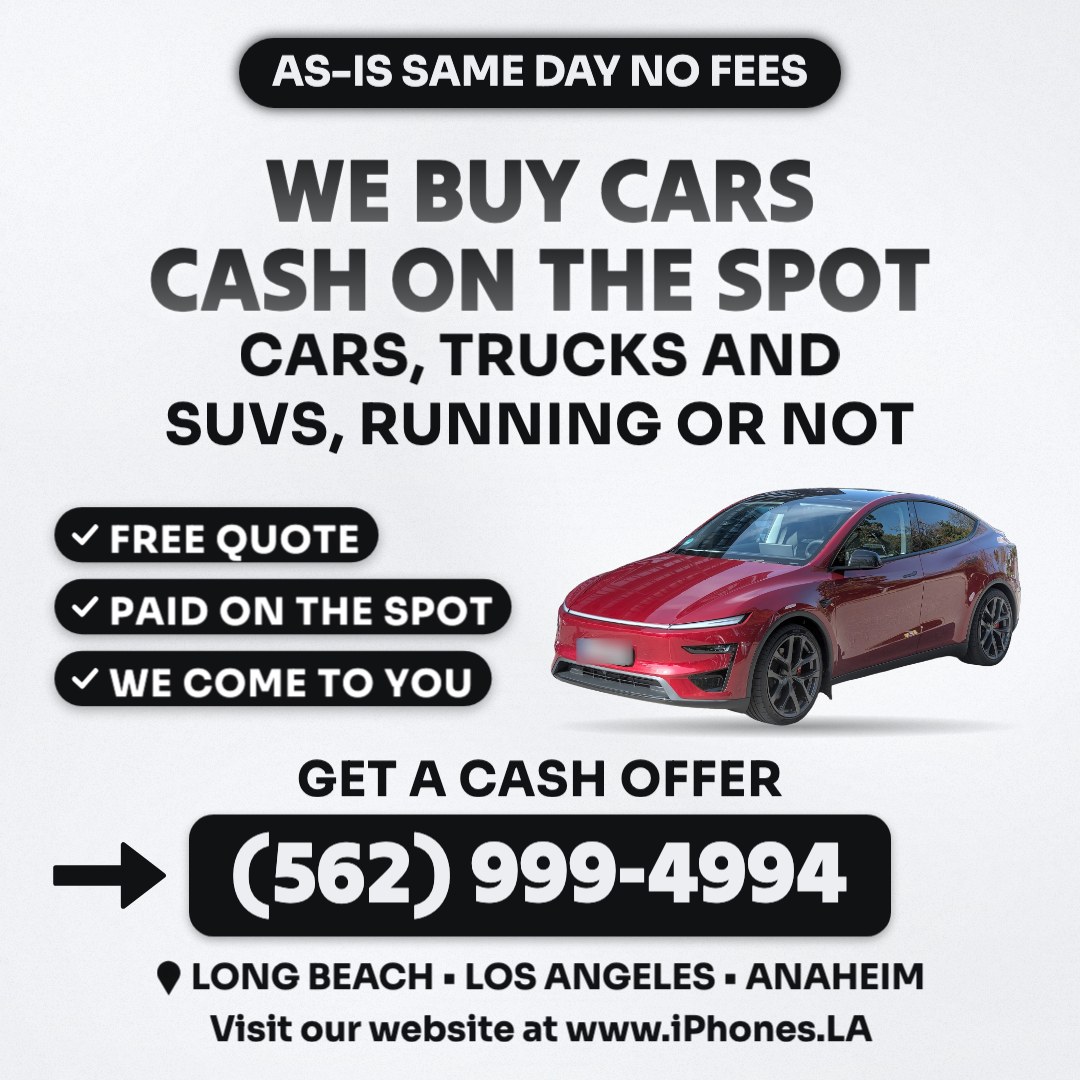 AS-IS SAME DAY NO FEES
WE BUY CARS
CASH ON THE SPOT
CARS, TRUCKS AND
SUVS, RUNNING OR NOT
FREE QUOTE
PAID ON THE SPOT
WE COME TO YOU
GET A CASH OFFER
(562) 999-4994
LONG BEACH ▪ LOS ANGELES ▪ ANAHEIM
Visit our website at www.iPhones.LA